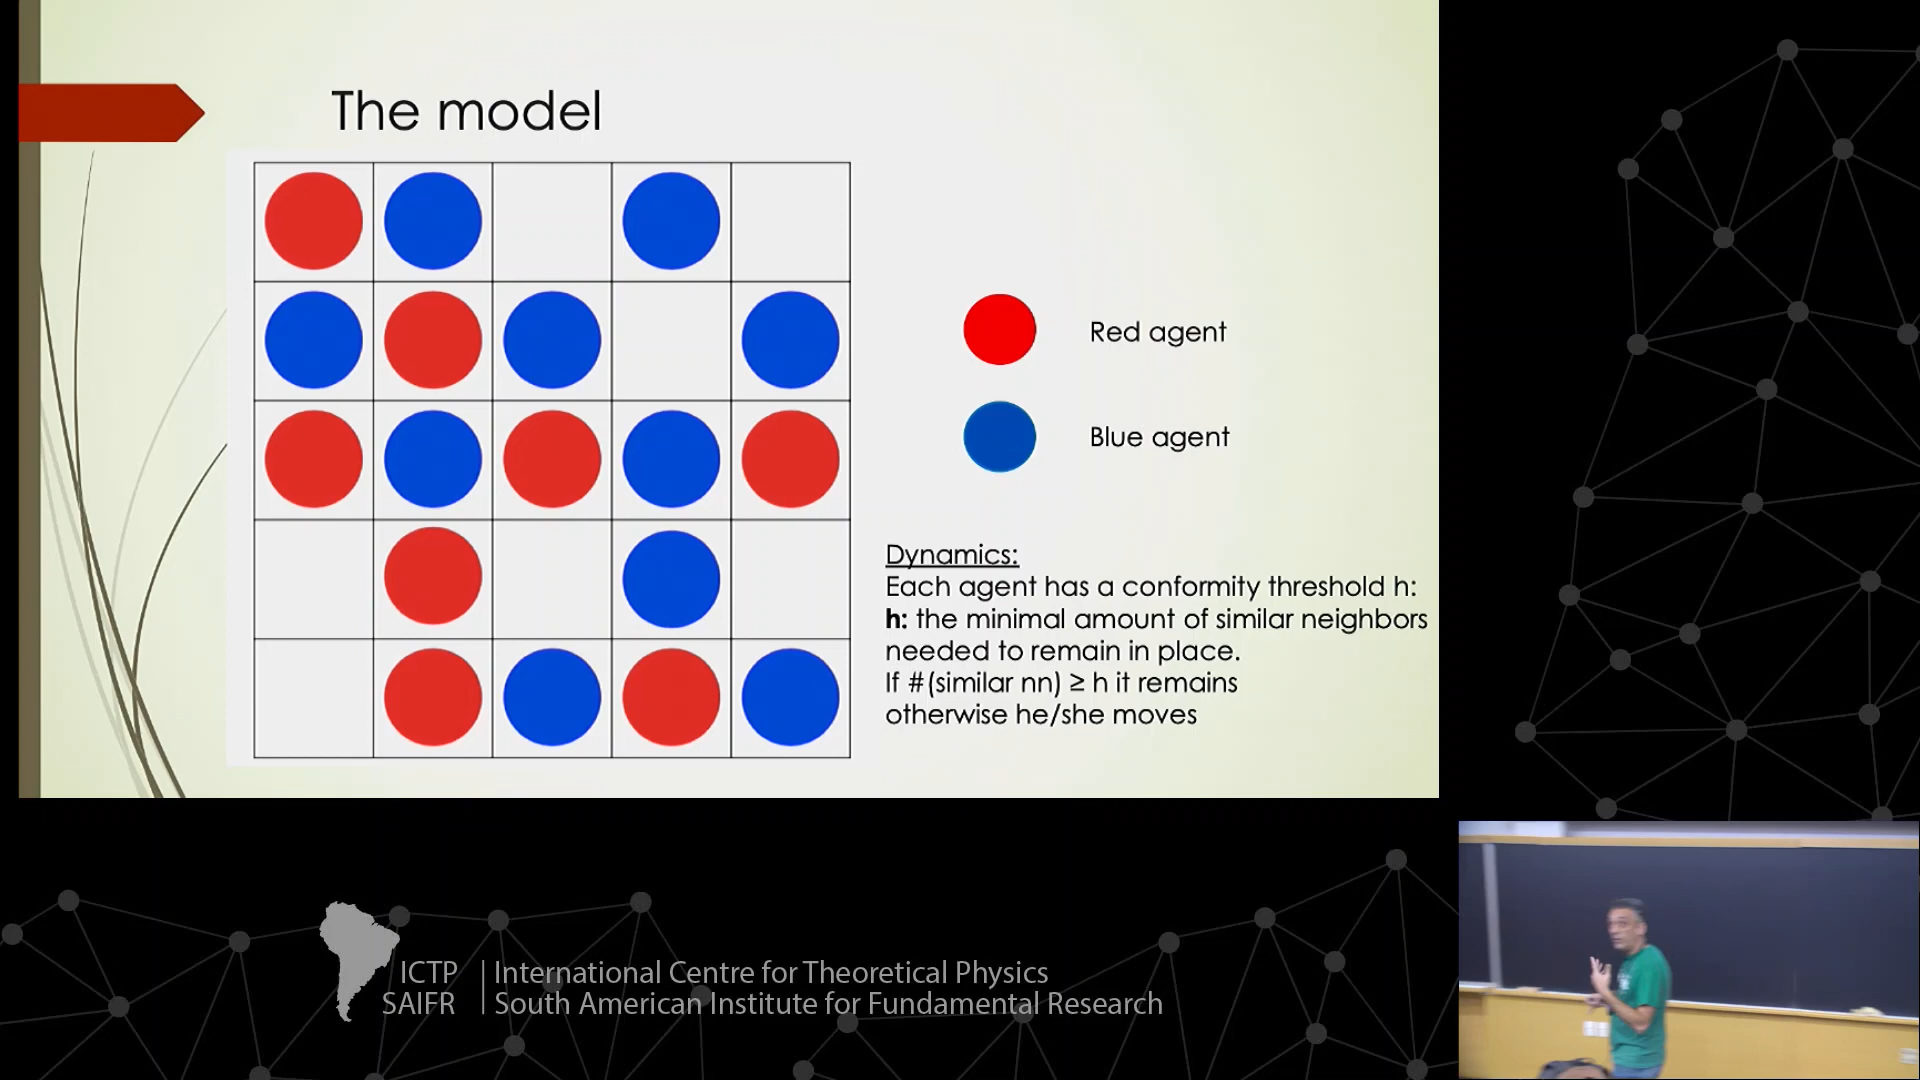 The model
Red agent
Blue agent
Dynamics:
Each agent has a conformity threshold h:
h: the minimal amount of similar neighbors
needed to remain in place.
If #(similar nn) ≥ h it remains
otherwise he/she moves
ICTP
SAIFR
International Centre for Theoretical Physics
South American Institute for Fundamental Research